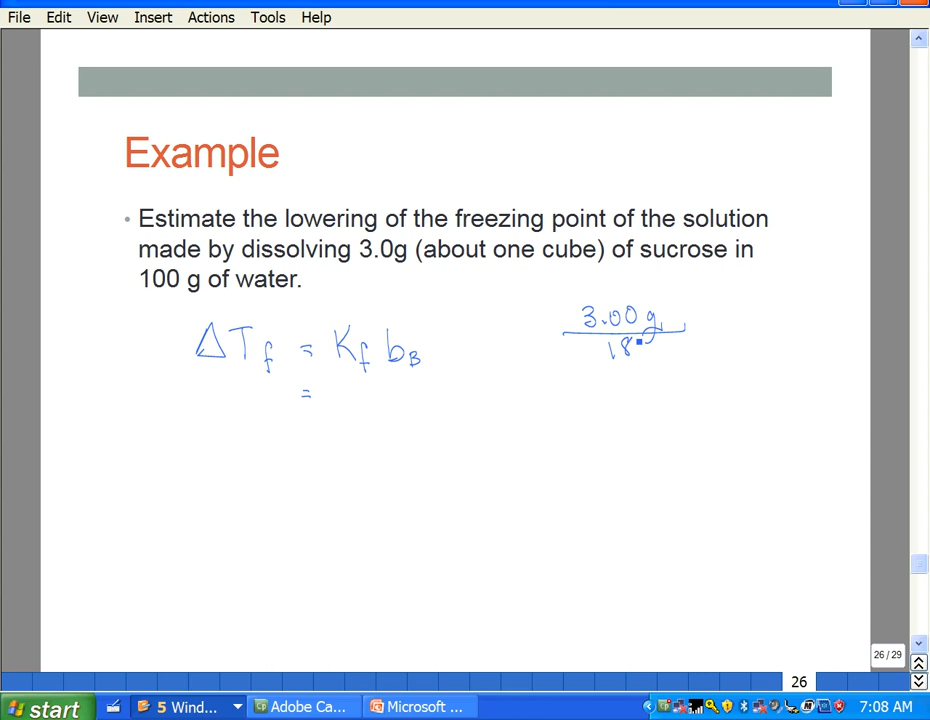 File Edit View Insert Actions Tools Help
Example
• Estimate the lowering of the freezing point of the solution
made by dissolving 3.0g (about one cube) of sucrose in
100 g of water.
3.00 g
ΔTf = Kf bB
18
=
26 / 29
26
start 5 Wind... Adobe Ca... Microsoft ... 7:08 AM